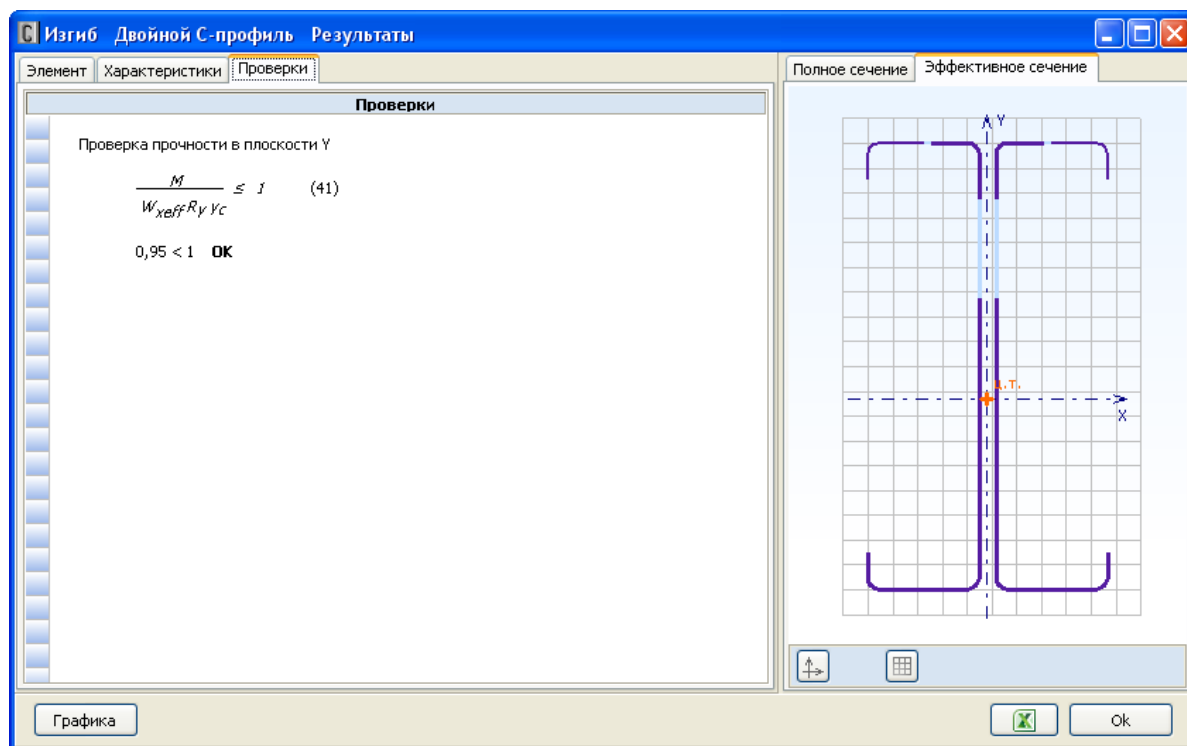 Изгиб Двойной С-профиль Результаты
Элемент Характеристики Проверки
Проверки
Проверка прочности в плоскости Y
M / W_xeff R_y γ_c ≤ 1 (41)
0,95 < 1 OK
Полное сечение Эффективное сечение
Y
ц.т.
X
Графика
Ok